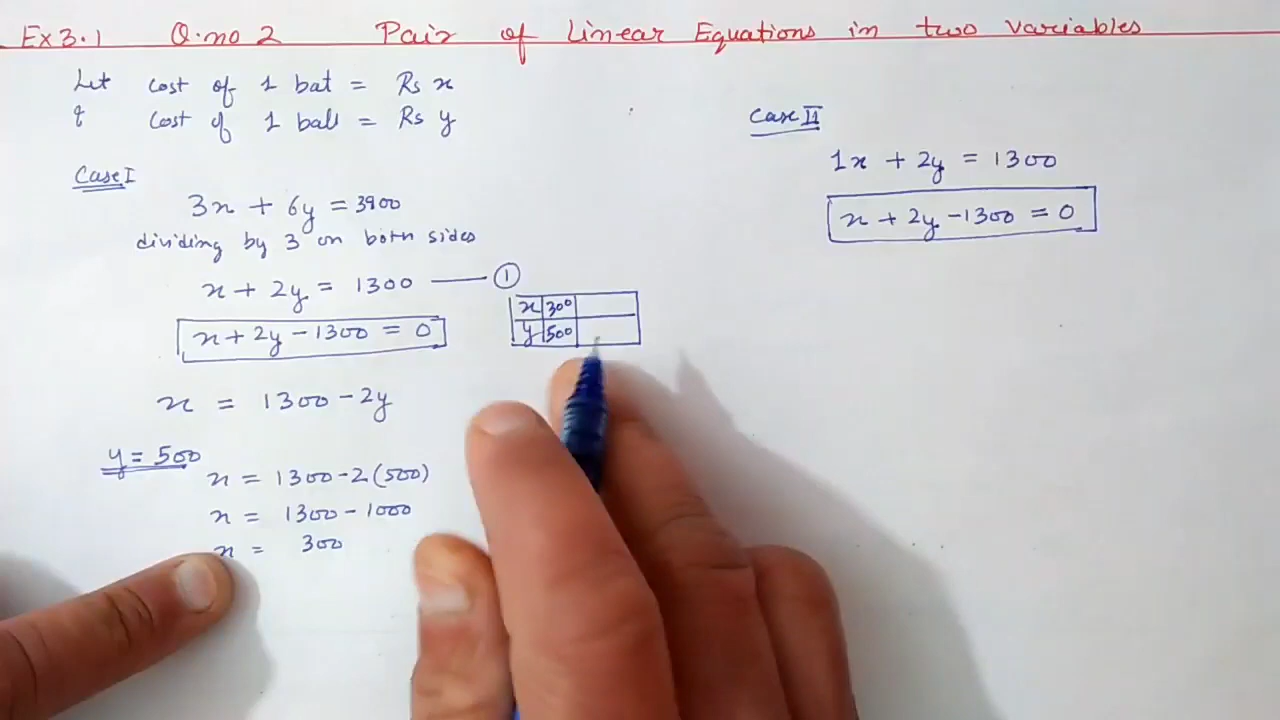 Ex 3.1 Q.no 2 Pair of Linear Equations in two variables
Let cost of 1 bat = Rs x
& cost of 1 ball = Rs y
Case I
3x + 6y = 3900
dividing by 3 on both sides
x + 2y = 1300 —— ①
x + 2y - 1300 = 0
x 300
y 500
x = 1300 - 2y
y = 500
x = 1300 - 2(500)
x = 1300 - 1000
x = 300
Case II
1x + 2y = 1300
x + 2y - 1300 = 0